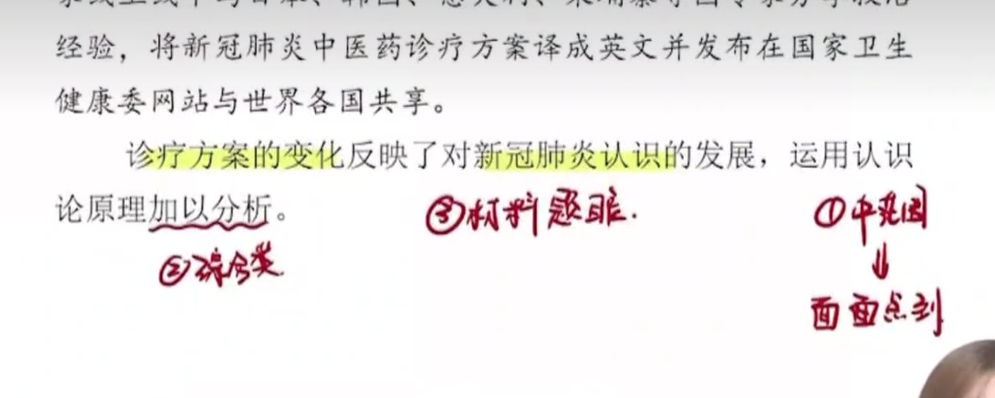 经验，将新冠肺炎中医药诊疗方案译成英文并发布在国家卫生
健康委网站与世界各国共享。
诊疗方案的变化反映了对新冠肺炎认识的发展，运用认识
论原理加以分析。
③材料题眼.
①中范围
②综合类
↓
面面点到